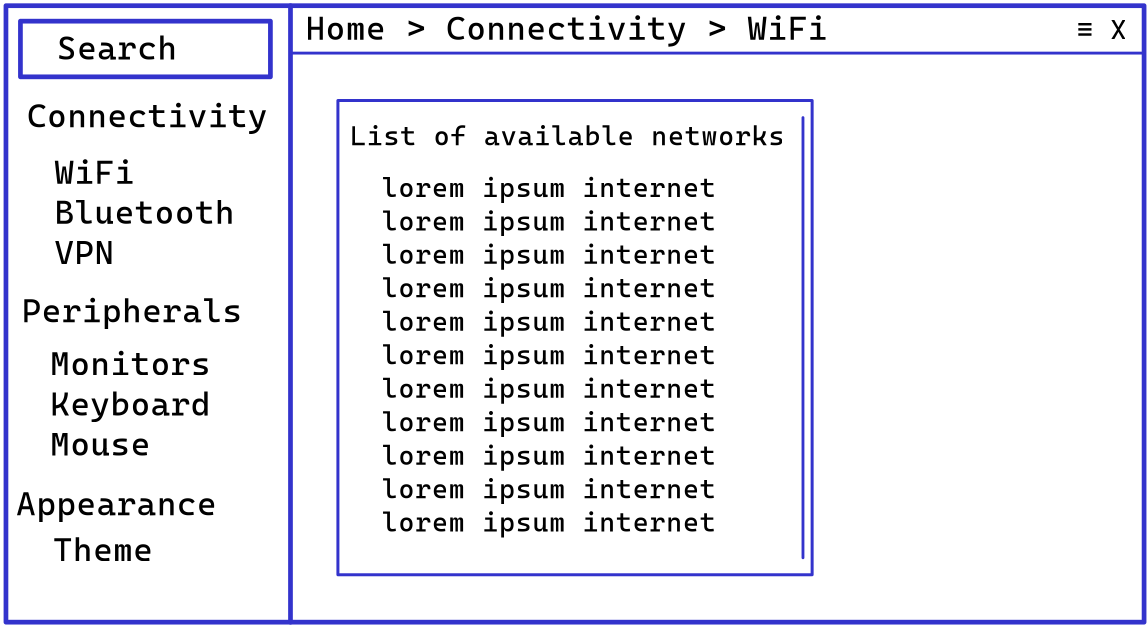 Search
Connectivity
WiFi
Bluetooth
VPN
Peripherals
Monitors
Keyboard
Mouse
Appearance
Theme
Home > Connectivity > WiFi ≡ X
List of available networks
lorem ipsum internet
lorem ipsum internet
lorem ipsum internet
lorem ipsum internet
lorem ipsum internet
lorem ipsum internet
lorem ipsum internet
lorem ipsum internet
lorem ipsum internet
lorem ipsum internet
lorem ipsum internet